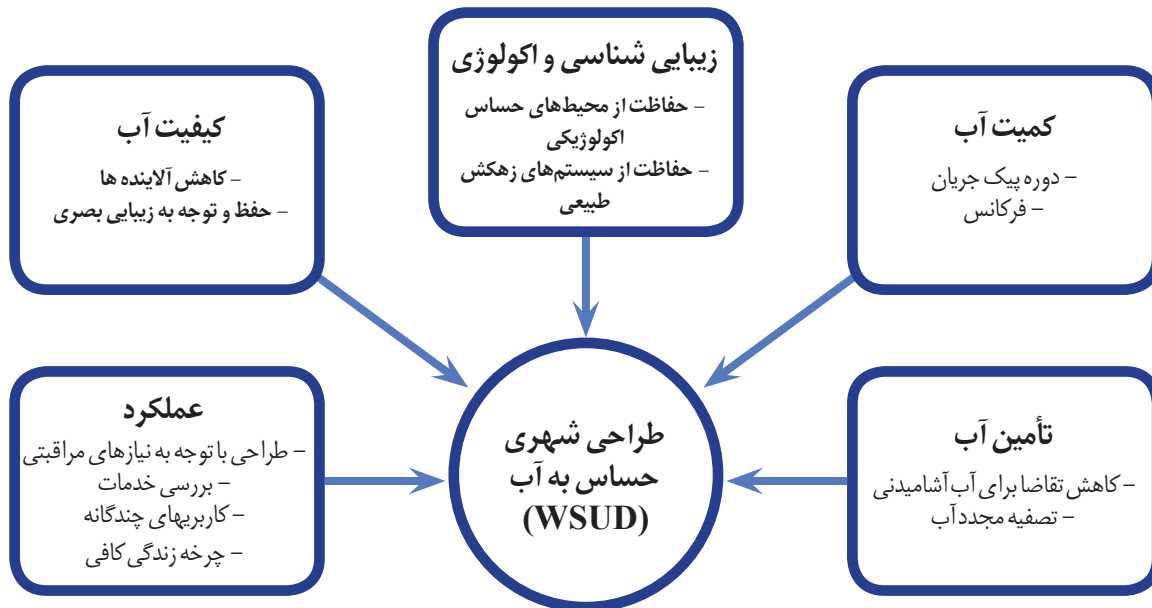 زیبایی شناسی و اکولوژی
– حفاظت از محیط‌های حساس
اکولوژیکی
– حفاظت از سیستم‌های زهکش
طبیعی
کمیت آب
– دوره پیک جریان
– فرکانس
کیفیت آب
– کاهش آلاینده ها
– حفظ و توجه به زیبایی بصری
طراحی شهری
حساس به آب
(WSUD)
تأمین آب
– کاهش تقاضا برای آب آشامیدنی
– تصفیه مجدد آب
عملکرد
– طراحی با توجه به نیازهای مراقبتی
– بررسی خدمات
– کاربریهای چندگانه
– چرخه زندگی کافی